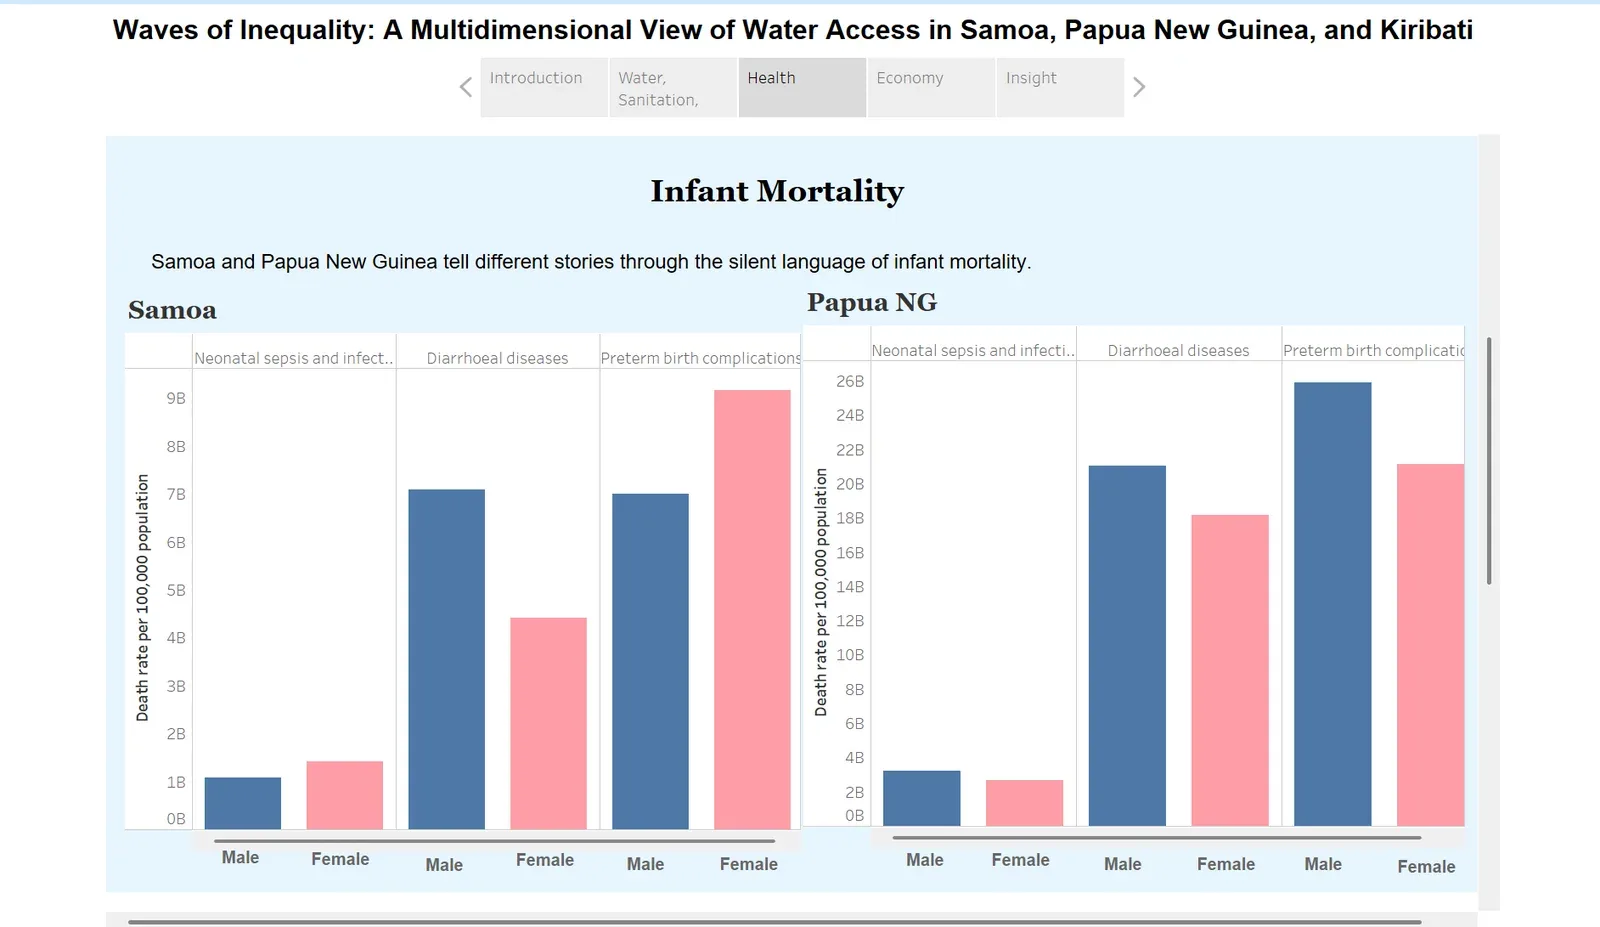 Waves of Inequality: A Multidimensional View of Water Access in Samoa, Papua New Guinea, and Kiribati
Introduction
Water,
Sanitation,
Health
Economy
Insight
Infant Mortality
Samoa and Papua New Guinea tell different stories through the silent language of infant mortality.
Samoa
Neonatal sepsis and infect..
Diarrhoeal diseases
Preterm birth complications
Death rate per 100,000 population
9B
8B
7B
6B
5B
4B
3B
2B
1B
0B
Male
Female
Male
Female
Male
Female
Papua NG
Neonatal sepsis and infecti..
Diarrhoeal diseases
Preterm birth complicatic
Death rate per 100,000 population
26B
24B
22B
20B
18B
16B
14B
12B
10B
8B
6B
4B
2B
0B
Male
Female
Male
Female
Male
Female